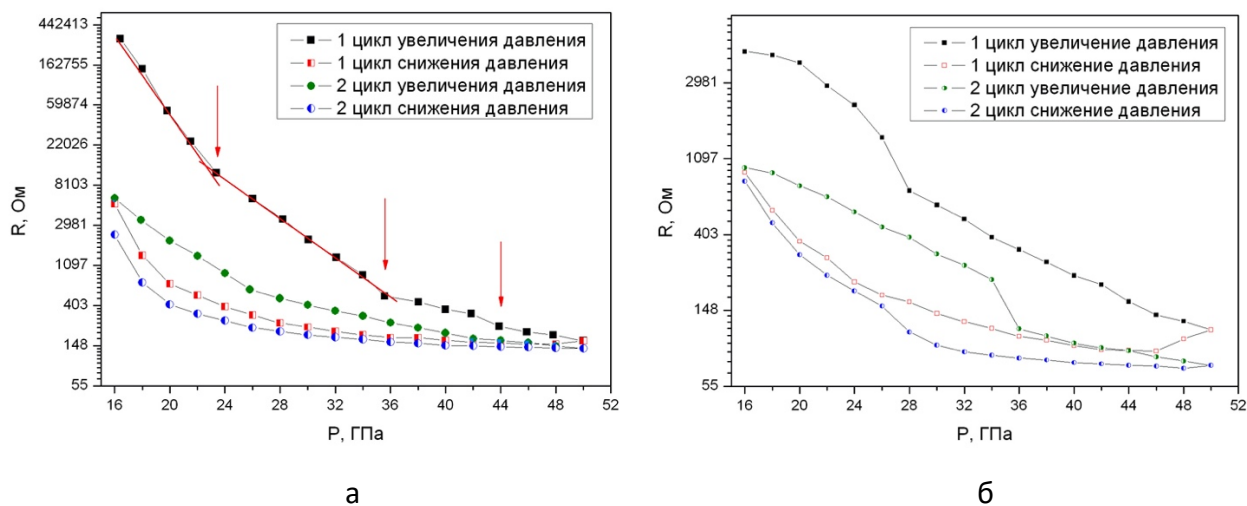 442413
162755
59874
22026
8103
2981
1097
403
148
55
R, Ом
1 цикл увеличения давления
1 цикл снижения давления
2 цикл увеличения давления
2 цикл снижения давления
16 20 24 28 32 36 40 44 48 52
P, ГПа
а
2981
1097
403
148
55
R, Ом
1 цикл увеличение давления
1 цикл снижение давления
2 цикл увеличение давления
2 цикл снижение давления
16 20 24 28 32 36 40 44 48 52
P, ГПа
б